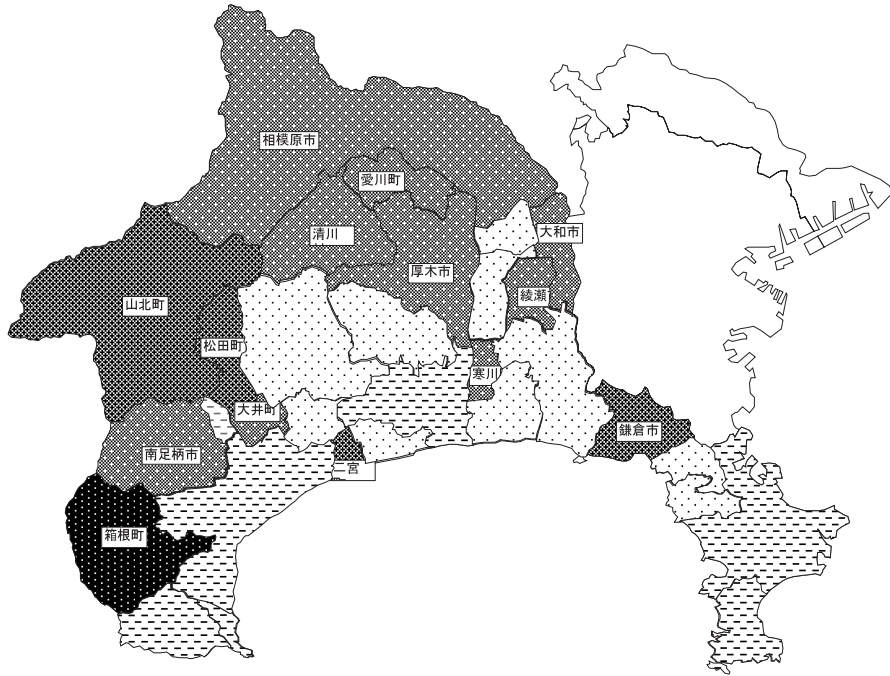 相模原市
愛川町
清川
大和市
厚木市
綾瀬
山北町
松田町
寒川
大井町
鎌倉市
南足柄市
二宮
箱根町